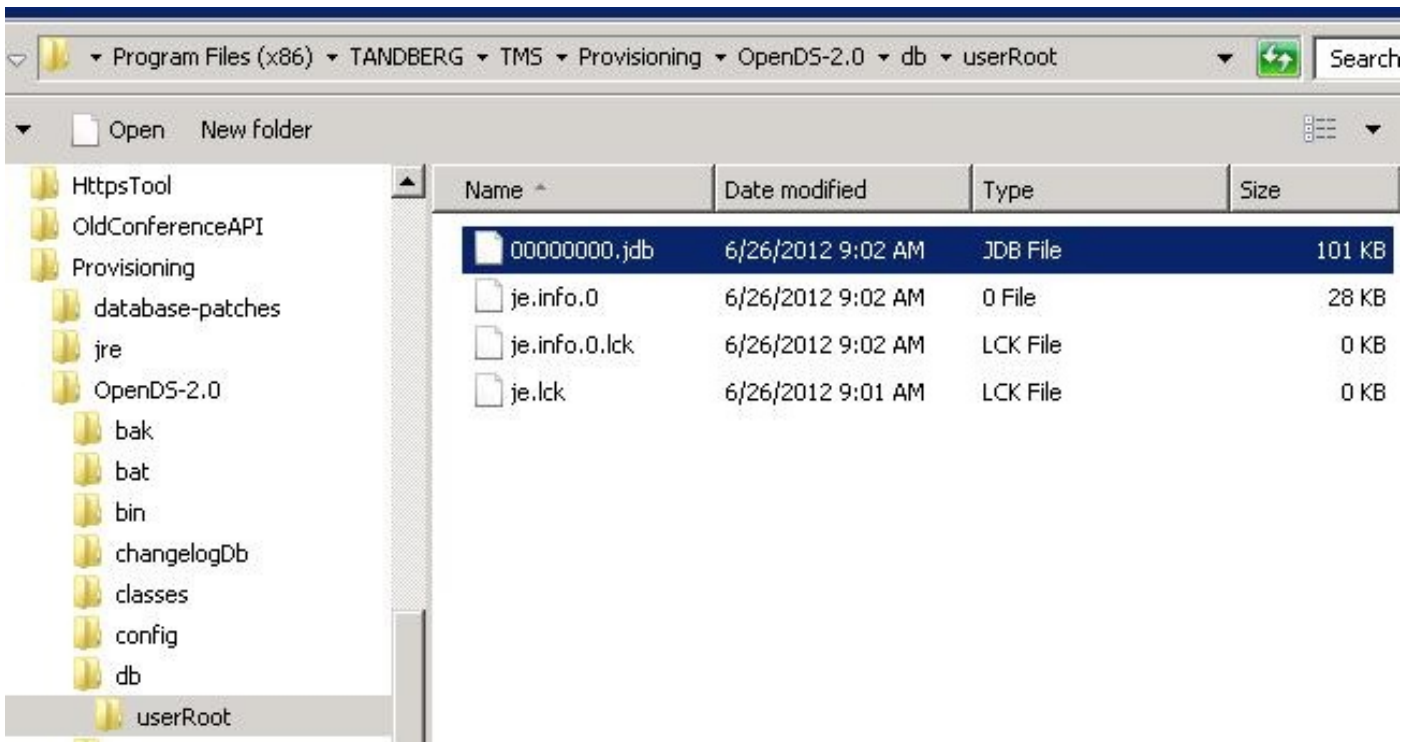 Program Files (x86) TANDBERG TMS Provisioning OpenDS-2.0 db userRoot Search
Open New folder
HttpsTool
OldConferenceAPI
Provisioning
database-patches
jre
OpenDS-2.0
bak
bat
bin
changelogDb
classes
config
db
userRoot
Name Date modified Type Size
00000000.jdb 6/26/2012 9:02 AM JDB File 101 KB
je.info.0 6/26/2012 9:02 AM 0 File 28 KB
je.info.0.lck 6/26/2012 9:02 AM LCK File 0 KB
je.lck 6/26/2012 9:01 AM LCK File 0 KB